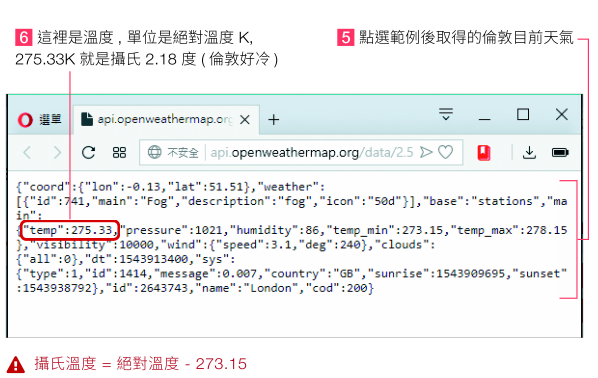 6 這裡是溫度 , 單位是絕對溫度 K,
275.33K 就是攝氏 2.18 度 ( 倫敦好冷 )
5 點選範例後取得的倫敦目前天氣
選單
api.openweathermap.or
不安全 api.openweathermap.org/data/2.5
{"coord":{"lon":-0.13,"lat":51.51},"weather":
[{"id":741,"main":"Fog","description":"fog","icon":"50d"}],"base":"stations","ma
in":
{"temp":275.33,"pressure":1021,"humidity":86,"temp_min":273.15,"temp_max":278.15
},"visibility":10000,"wind":{"speed":3.1,"deg":240},"clouds":
{"all":0},"dt":1543913400,"sys":
{"type":1,"id":1414,"message":0.007,"country":"GB","sunrise":1543909695,"sunset"
:1543938792},"id":2643743,"name":"London","cod":200}
攝氏溫度 = 絕對溫度 - 273.15